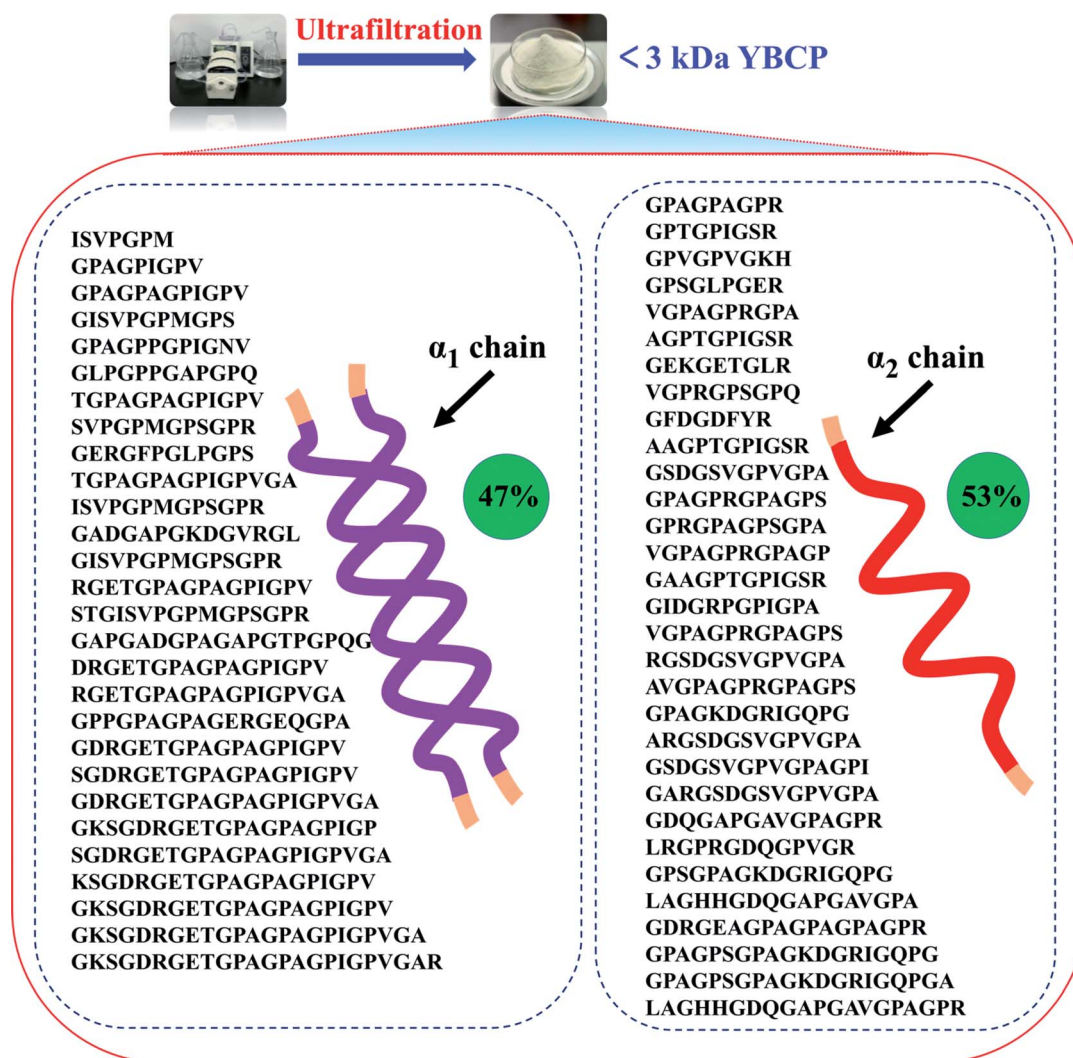 Ultrafiltration
< 3 kDa YBCP
ISVPGPM
GPAGPIGPV
GPAGPAGPIGPV
GISVPGPMGPS
GPAGPPGPIGNV
GLPGPPGAPGPQ
TGPAGPAGPIGPV
SVPGPMGPSGPR
GERGFPGLPGPS
TGPAGPAGPIGPVGA
ISVPGPMGPSGPR
GADGAPGKDGVRGL
GISVPGPMGPSGPR
RGETGPAGPAGPIGPV
STGISVPGPMGPSGPR
GAPGADGPAGAPGTPGPQG
DRGETGPAGPAGPIGPV
RGETGPAGPAGPIGPVGA
GPPGPAGPAGERGEQGPA
GDRGETGPAGPAGPIGPV
SGDRGETGPAGPAGPIGPV
GDRGETGPAGPAGPIGPVGA
GKSGDRGETGPAGPAGPIGP
SGDRGETGPAGPAGPIGPVGA
KSGDRGETGPAGPAGPIGPV
GKSGDRGETGPAGPAGPIGPV
GKSGDRGETGPAGPAGPIGPVGA
GKSGDRGETGPAGPAGPIGPVGAR
α₁ chain
47%
GPAGPAGPR
GPTGPIGSR
GPVGPVGKH
GPSGLPGER
VGPAGPRGPA
AGPTGPIGSR
GEKGETGLR
VGPRGPSGPQ
GFDGDFYR
AAGPTGPIGSR
GSDGSVGPVGPA
GPAGPRGPAGPS
GPRGPAGPSGPA
VGPAGPRGPAGP
GAAGPTGPIGSR
GIDGRPGPIGPA
VGPAGPRGPAGPS
RGSDGSVGPVGPA
AVGPAGPRGPAGPS
GPAGKDGRIGQPG
ARGSDGSVGPVGPA
GSDGSVGPVGPAGPI
GARGSDGSVGPVGPA
GDQGAPGAVGPAGPR
LRGPRGDQGPVGR
GPSGPAGKDGRIGQPG
LAGHHGDQGAPGAVGPA
GDRGEAGPAGPAGPAGPR
GPAGPSGPAGKDGRIGQPG
GPAGPSGPAGKDGRIGQPGA
LAGHHGDQGAPGAVGPAGPR
α₂ chain
53%